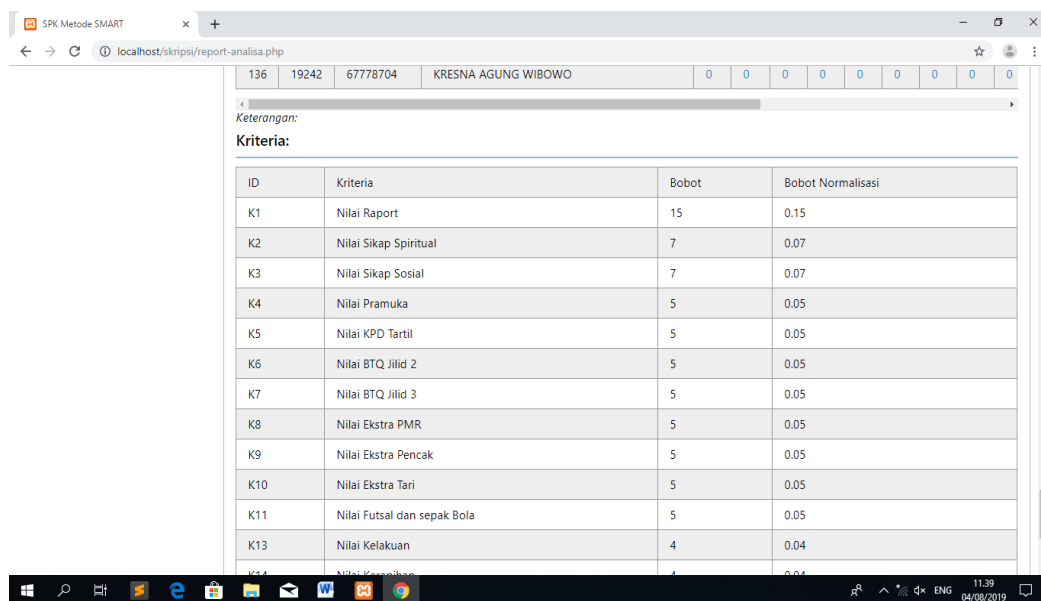 SPK Metode SMART
localhost/skripsi/report-analisa.php
136 19242 67778704 KRESNA AGUNG WIBOWO 0 0 0 0 0 0 0 0 0
Keterangan:
Kriteria:
ID Kriteria Bobot Bobot Normalisasi
K1 Nilai Raport 15 0.15
K2 Nilai Sikap Spiritual 7 0.07
K3 Nilai Sikap Sosial 7 0.07
K4 Nilai Pramuka 5 0.05
K5 Nilai KPD Tartil 5 0.05
K6 Nilai BTQ Jilid 2 5 0.05
K7 Nilai BTQ Jilid 3 5 0.05
K8 Nilai Ekstra PMR 5 0.05
K9 Nilai Ekstra Pencak 5 0.05
K10 Nilai Ekstra Tari 5 0.05
K11 Nilai Futsal dan sepak Bola 5 0.05
K13 Nilai Kelakuan 4 0.04
K14 Nilai Kerapihan 4 0.04
ENG 11.39
04/08/2019